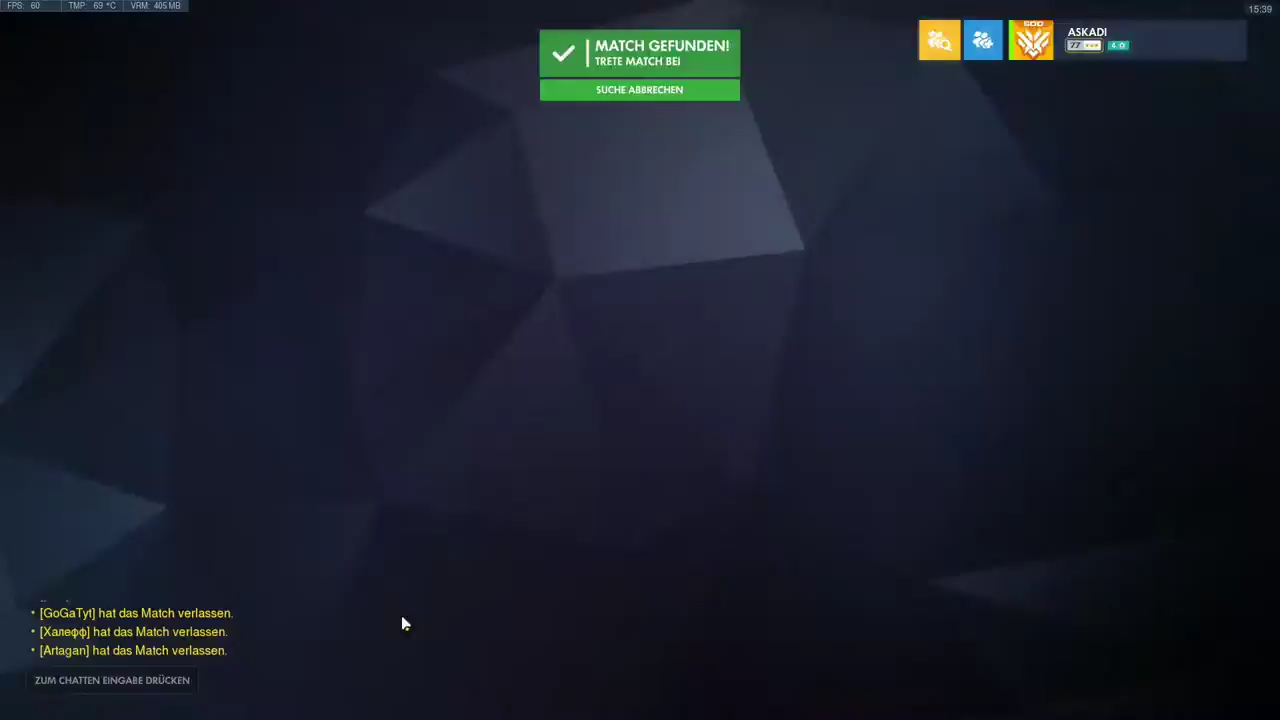 FPS: 60 TMP: 69 °C VRM: 405 MB
15:39
MATCH GEFUNDEN!
TRETE MATCH BEI
SUCHE ABBRECHEN
ASKADI
77
• [GoGaTyt] hat das Match verlassen.
• [Халефф] hat das Match verlassen.
• [Artagan] hat das Match verlassen.
ZUM CHATTEN EINGABE DRÜCKEN